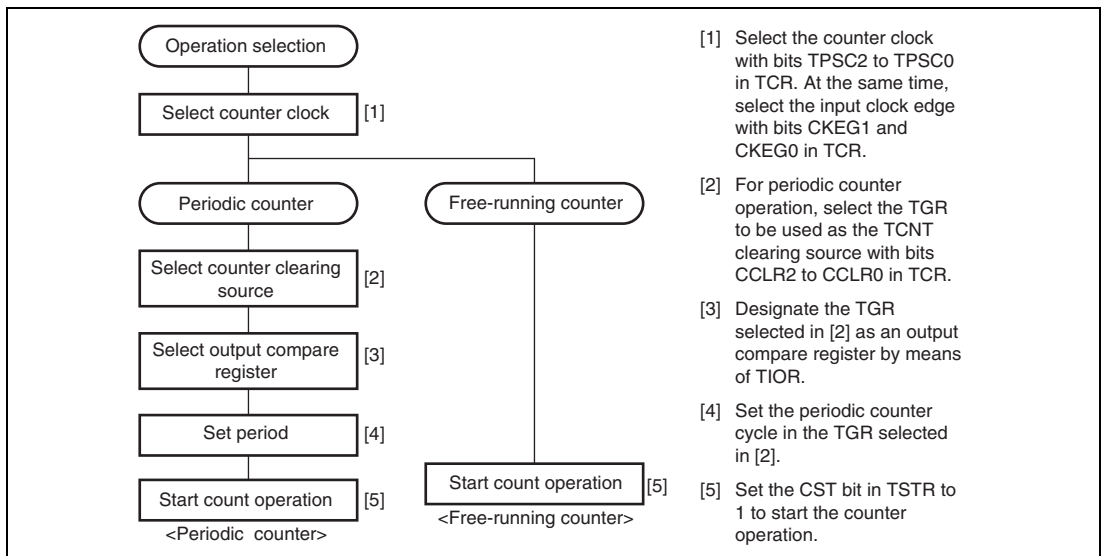 Operation selection
Select counter clock
[1]
Periodic counter
Free-running counter
Select counter clearing
source
[2]
Select output compare
register
[3]
Set period
[4]
Start count operation
[5]
<Periodic counter>
Start count operation
[5]
<Free-running counter>
[1] Select the counter clock
with bits TPSC2 to TPSC0
in TCR. At the same time,
select the input clock edge
with bits CKEG1 and
CKEG0 in TCR.
[2] For periodic counter
operation, select the TGR
to be used as the TCNT
clearing source with bits
CCLR2 to CCLR0 in TCR.
[3] Designate the TGR
selected in [2] as an output
compare register by means
of TIOR.
[4] Set the periodic counter
cycle in the TGR selected
in [2].
[5] Set the CST bit in TSTR to
1 to start the counter
operation.